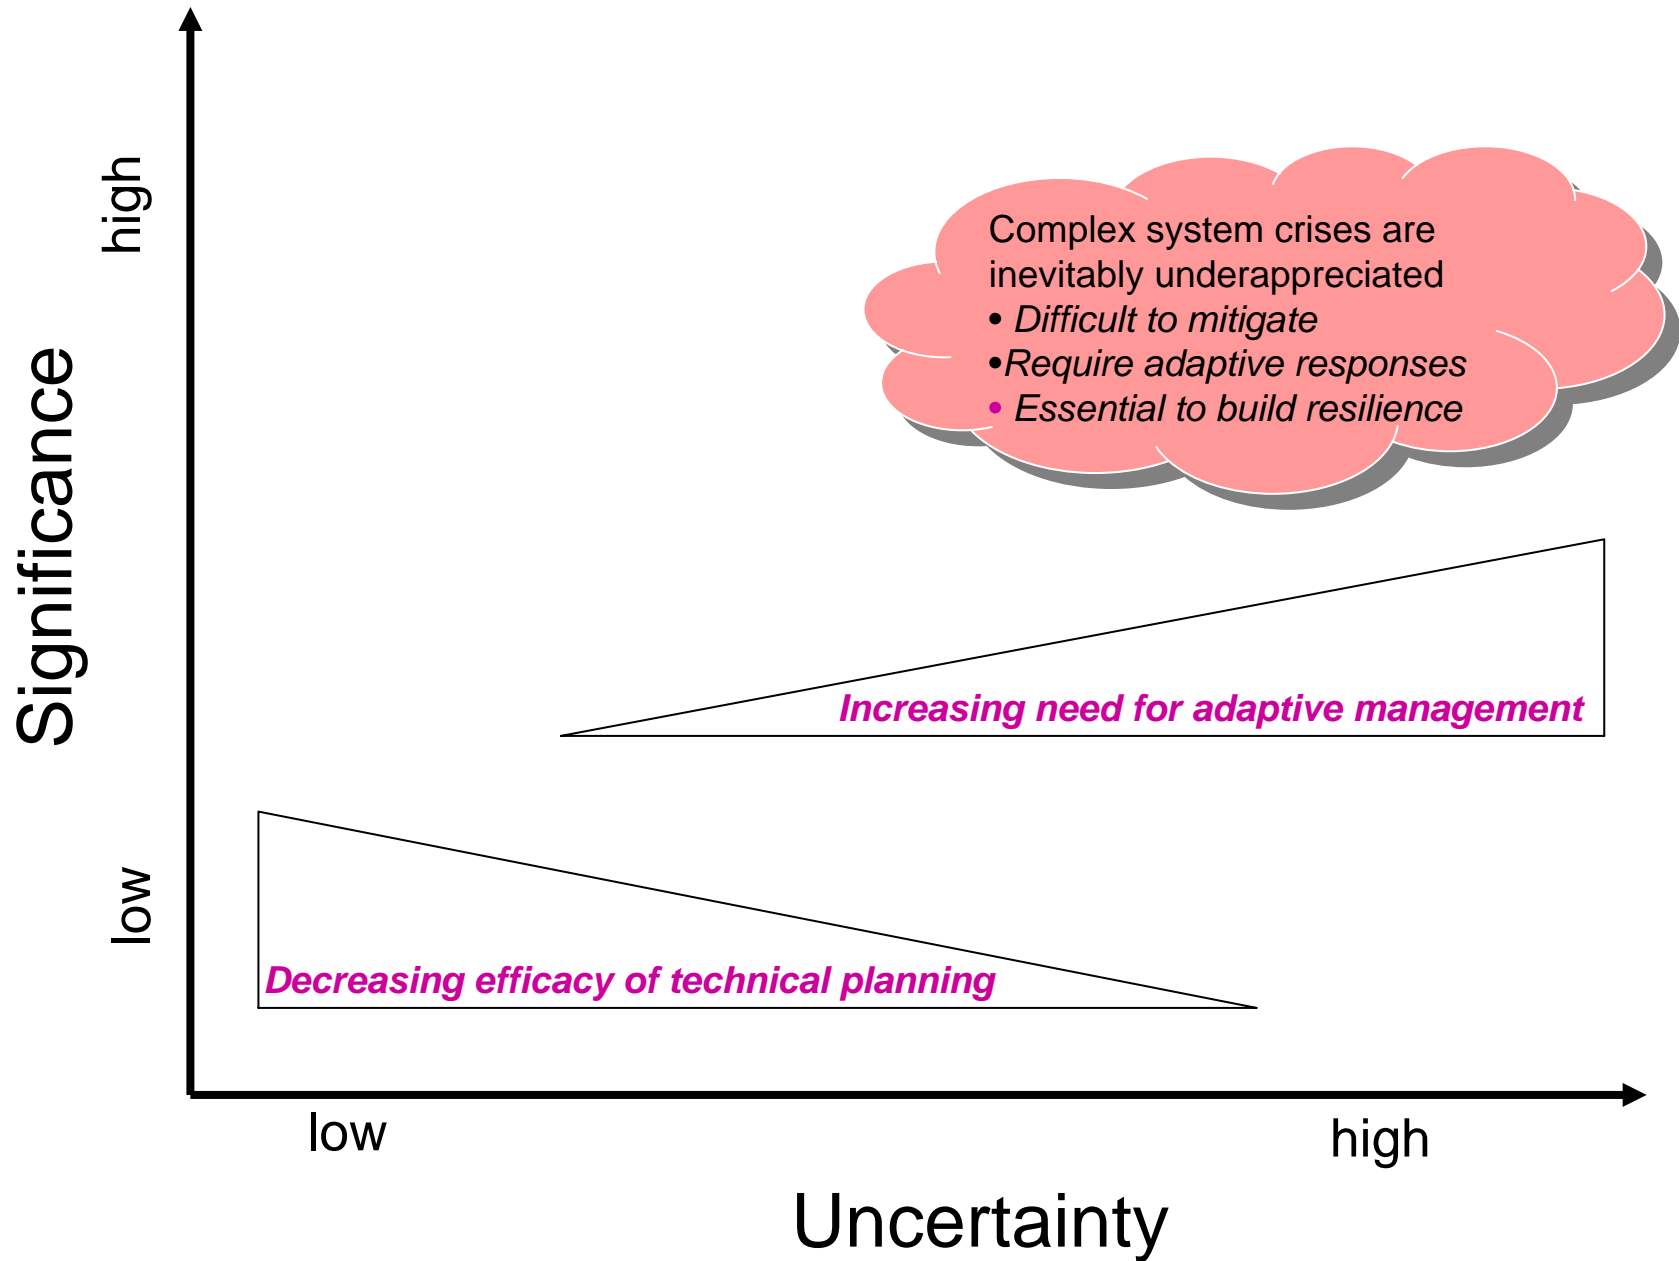 high
Significance
low
Complex system crises are
inevitably underappreciated
• Difficult to mitigate
•Require adaptive responses
• Essential to build resilience
Increasing need for adaptive management
Decreasing efficacy of technical planning
low
high
Uncertainty